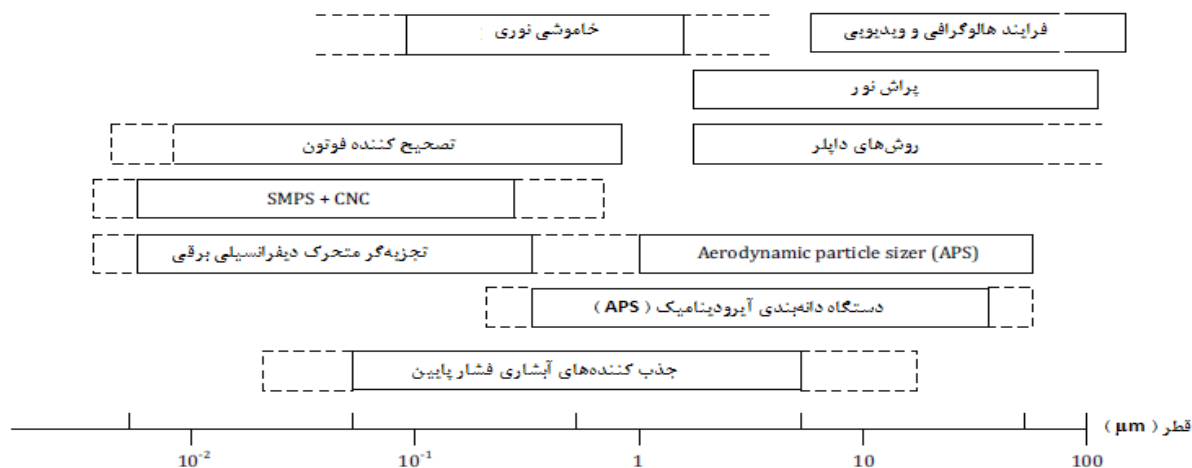 خاموشی نوری
فرایند هالوگرافی و ویدیویی
پراش نور
تصحیح کننده فوتون
روش‌های داپلر
SMPS + CNC
تجزیه‌گر متحرک دیفرانسیلی برقی
Aerodynamic particle sizer (APS)
دستگاه دانه‌بندی آیرودینامیک (APS)
جذب کننده‌های آبشاری فشار پایین
قطر (μm)
10⁻² 10⁻¹ 1 10 100